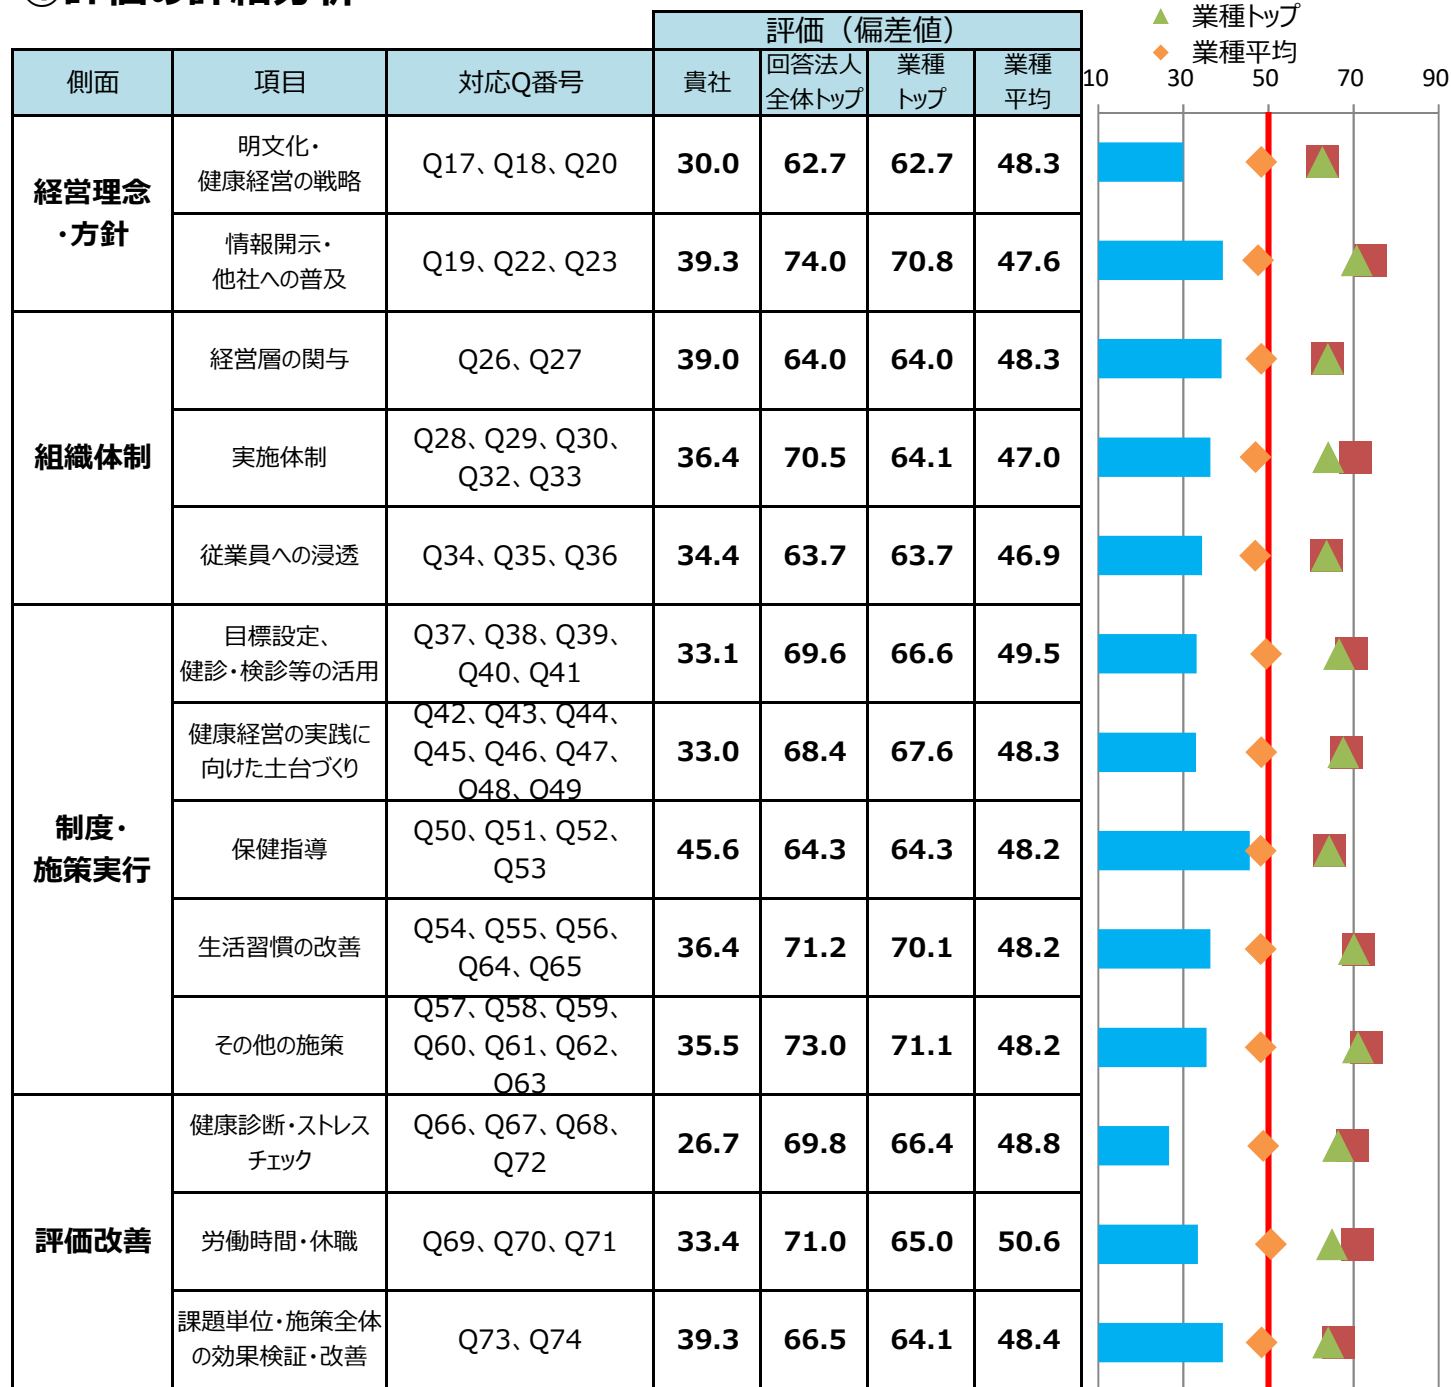 評価の詳細分析
▲ 業種トップ
◆ 業種平均
評価（偏差値）
側面 項目 対応Q番号 貴社 回答法人 業種 業種
全体トップ トップ 平均
10 30 50 70 90
経営理念
・方針
明文化・
健康経営の戦略
Q17、Q18、Q20 30.0 62.7 62.7 48.3
情報開示・
他社への普及
Q19、Q22、Q23 39.3 74.0 70.8 47.6
組織体制
経営層の関与 Q26、Q27 39.0 64.0 64.0 48.3
実施体制
Q28、Q29、Q30、
Q32、Q33
36.4 70.5 64.1 47.0
従業員への浸透 Q34、Q35、Q36 34.4 63.7 63.7 46.9
制度・
施策実行
目標設定、
健診・検診等の活用
Q37、Q38、Q39、
Q40、Q41
33.1 69.6 66.6 49.5
健康経営の実践に
向けた土台づくり
Q42、Q43、Q44、
Q45、Q46、Q47、
Q48、Q49
33.0 68.4 67.6 48.3
保健指導
Q50、Q51、Q52、
Q53
45.6 64.3 64.3 48.2
生活習慣の改善
Q54、Q55、Q56、
Q64、Q65
36.4 71.2 70.1 48.2
その他の施策
Q57、Q58、Q59、
Q60、Q61、Q62、
Q63
35.5 73.0 71.1 48.2
評価改善
健康診断・ストレス
チェック
Q66、Q67、Q68、
Q72
26.7 69.8 66.4 48.8
労働時間・休職 Q69、Q70、Q71 33.4 71.0 65.0 50.6
課題単位・施策全体
の効果検証・改善
Q73、Q74 39.3 66.5 64.1 48.4